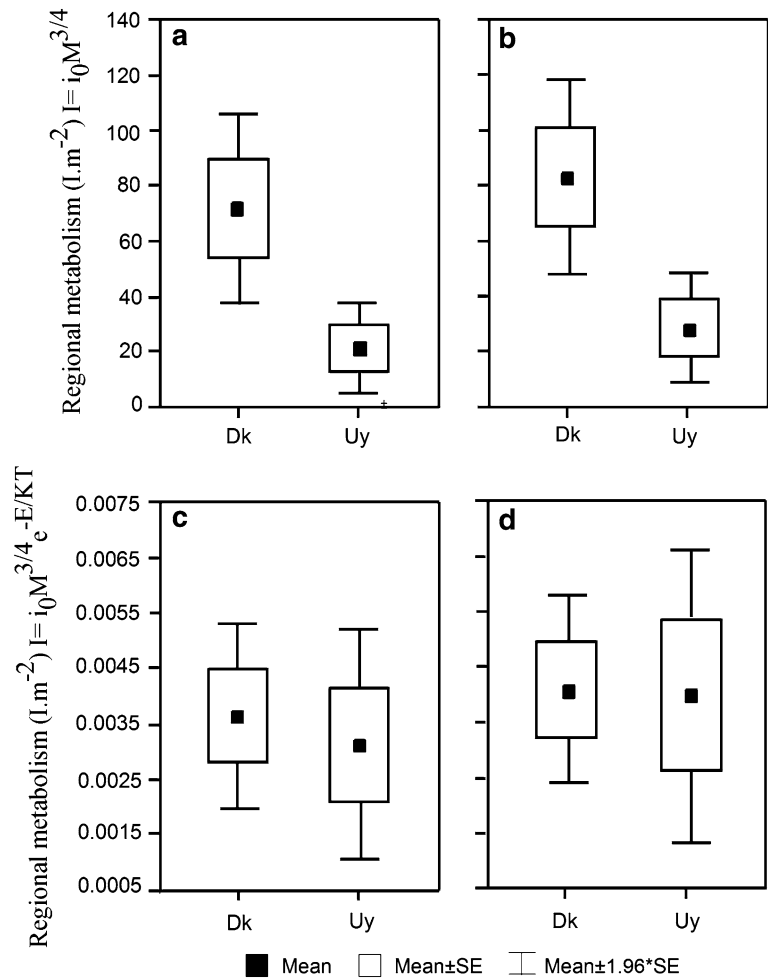 Regional metabolism (I.m-2) I= i0M3/4
140
120
100
80
60
40
20
0
a
±
Dk
Uy
b
Dk
Uy
Regional metabolism (I.m-2) I= i0M3/4e-E/KT
0.0075
0.0065
0.0055
0.0045
0.0035
0.0025
0.0015
0.0005
c
Dk
Uy
d
Dk
Uy
Mean
Mean±SE
Mean±1.96*SE